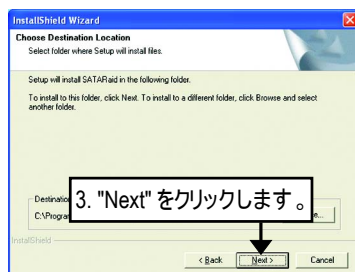 InstallShield Wizard
Choose Destination Location
Select folder where Setup will install files.
Setup will install SATARaid in the following folder.
To install to this folder, click Next. To install to a different folder, click Browse and select
another folder.
3. "Next" をクリックします。
InstallShield
< Back
Next >
Cancel